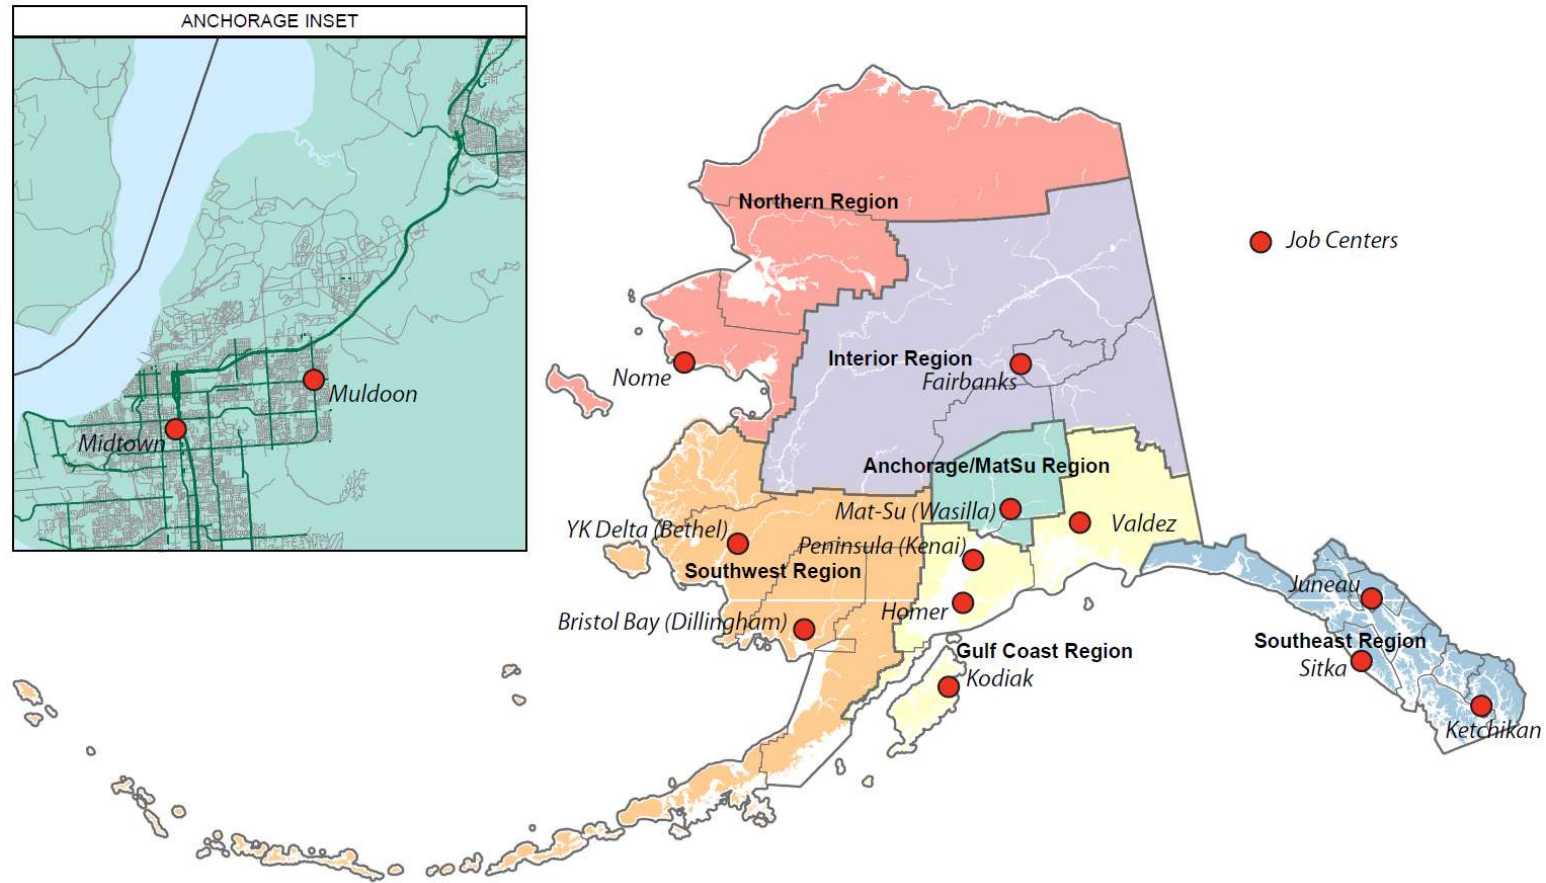 ANCHORAGE INSET
Muldoon
Midtown
Northern Region
Job Centers
Interior Region
Fairbanks
Nome
Anchorage/MatSu Region
Mat-Su (Wasilla)
Valdez
YK Delta (Bethel)
Peninsula (Kenai)
Southwest Region
Juneau
Homer
Bristol Bay (Dillingham)
Gulf Coast Region
Southeast Region
Sitka
Kodiak
Ketchikan